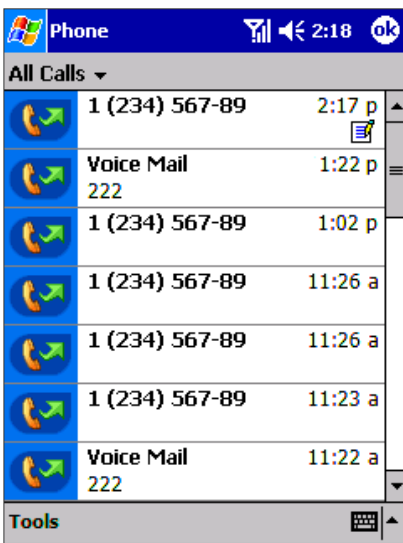 Phone 2:18 ok
All Calls
1 (234) 567-89 2:17 p
Voice Mail 1:22 p
222
1 (234) 567-89 1:02 p
1 (234) 567-89 11:26 a
1 (234) 567-89 11:26 a
1 (234) 567-89 11:23 a
Voice Mail 11:22 a
222
Tools